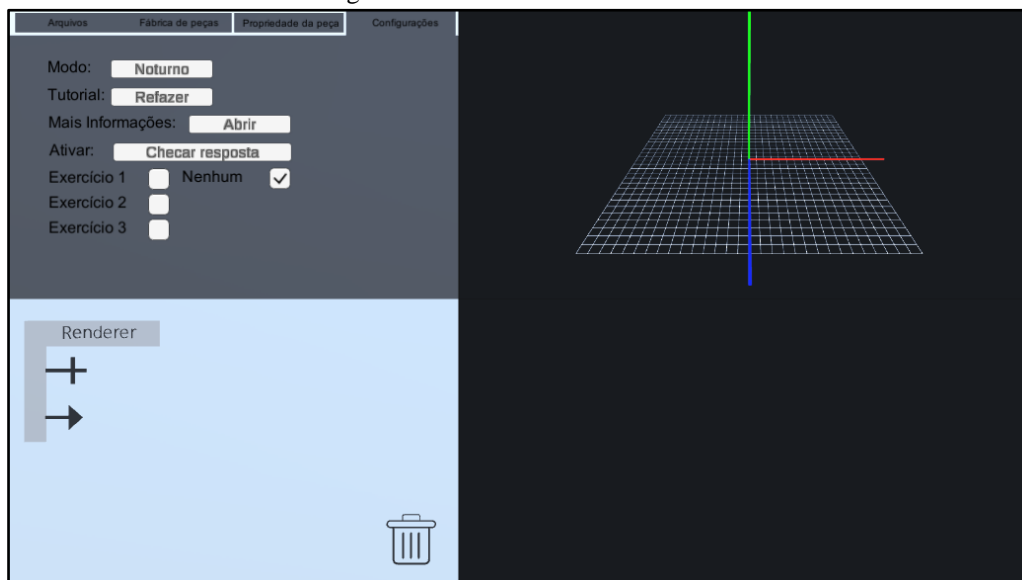 Arquivos Fábrica de peças Propriedade da peça Configurações
Modo: Noturno
Tutorial: Refazer
Mais Informações: Abrir
Ativar: Checar resposta
Exercício 1 Nenhum
Exercício 2
Exercício 3
Renderer